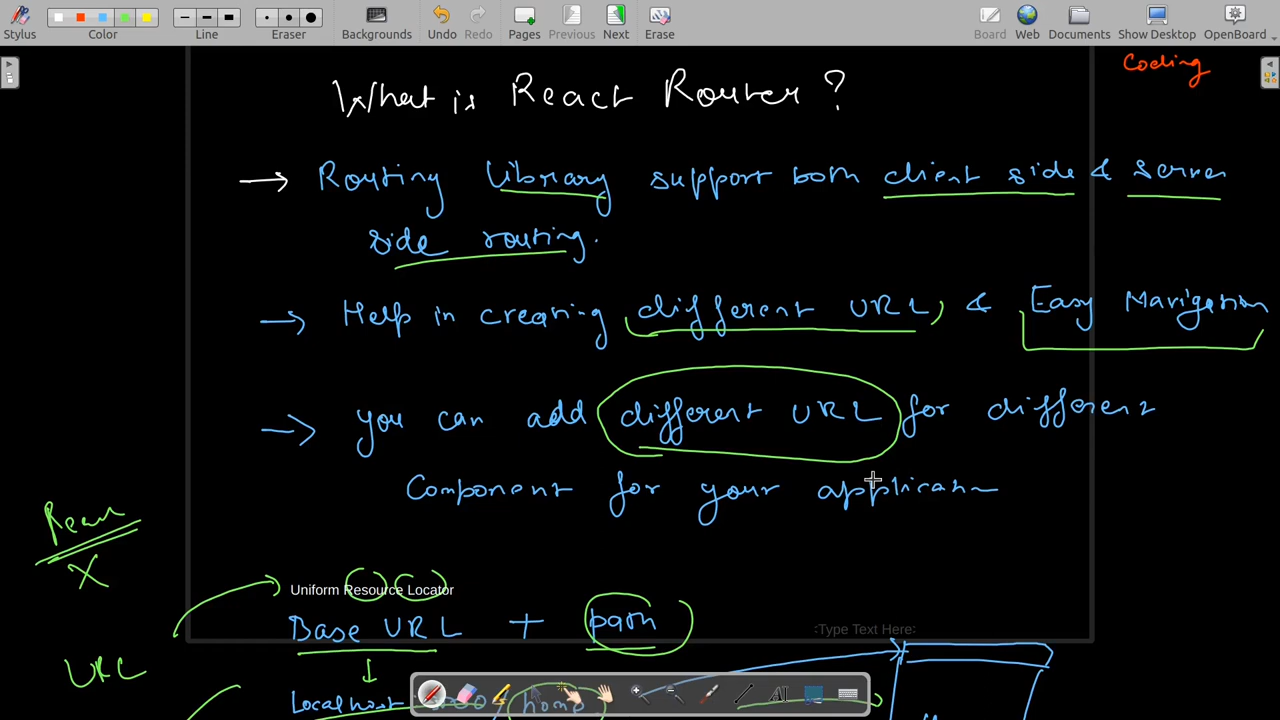 Stylus Color Line Eraser Backgrounds Undo Redo Pages Previous Next Erase Board Web Documents Show Desktop OpenBoard
Coding
What is React Router?
→ Routing library support both client side & server
side routing.
→ Help in creating different URL & Easy Navigation
→ you can add different URL for different
Component for your application
React
X
Uniform Resource Locator
Base URL + path
:Type Text Here:
URL
Localhost / home